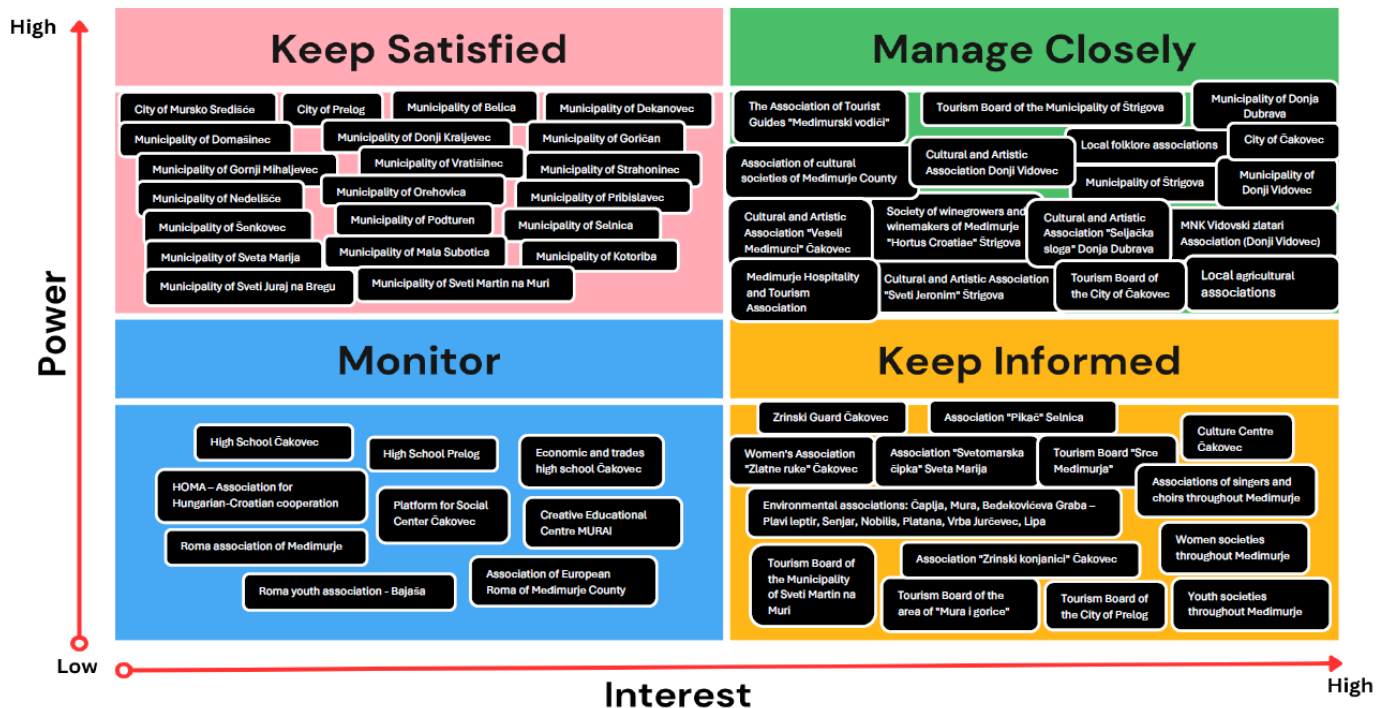 High
Keep Satisfied
Manage Closely
City of Mursko Središće
City of Prelog
Municipality of Belica
Municipality of Dekanovec
Municipality of Domašinec
Municipality of Donji Kraljevec
Municipality of Goričan
Municipality of Gornji Mihaljevec
Municipality of Vratišinec
Municipality of Strahoninec
Municipality of Nedelišće
Municipality of Orehovica
Municipality of Pribislavec
Municipality of Šenkovec
Municipality of Podturen
Municipality of Selnica
Municipality of Sveta Marija
Municipality of Mala Subotica
Municipality of Kotoriba
Municipality of Sveti Juraj na Bregu
Municipality of Sveti Martin na Muri
The Association of Tourist
Guides "Međimurski vodiči"
Tourism Board of the Municipality of Štrigova
Municipality of Donja
Dubrava
Local folklore associations
City of Čakovec
Association of cultural
societies of Međimurje County
Cultural and Artistic
Association Donji Vidovec
Municipality of Štrigova
Municipality of
Donji Vidovec
Cultural and Artistic
Association "Veseli
Međimurci" Čakovec
Society of winegrowers and
winemakers of Međimurje
"Hortus Croatiae" Štrigova
Cultural and Artistic
Association "Seljačka
sloga" Donja Dubrava
MNK Vidovski zlatari
Association (Donji Vidovec)
Međimurje Hospitality
and Tourism
Association
Cultural and Artistic Association
"Sveti Jeronim" Štrigova
Tourism Board of
the City of Čakovec
Local agricultural
associations
Power
Monitor
Keep Informed
High School Čakovec
High School Prelog
Economic and trades
high school Čakovec
HOMA – Association for
Hungarian-Croatian cooperation
Platform for Social
Center Čakovec
Creative Educational
Centre MURAI
Roma association of Međimurje
Roma youth association - Bajaša
Association of European
Roma of Međimurje County
Zrinski Guard Čakovec
Association "Pikač" Selnica
Culture Centre
Čakovec
Women's Association
"Zlatne ruke" Čakovec
Association "Svetomarska
čipka" Sveta Marija
Tourism Board "Srce
Međimurja"
Associations of singers and
choirs throughout Međimurje
Environmental associations: Čaplja, Mura, Bedekovićeva Graba –
Plavi leptir, Senjar, Nobilis, Platana, Vrba Jurčevec, Lipa
Women societies
throughout Međimurje
Tourism Board of
the Municipality
of Sveti Martin na
Muri
Association "Zrinski konjanici" Čakovec
Tourism Board of the
area of "Mura i gorice"
Tourism Board of
the City of Prelog
Youth societies
throughout Međimurje
Low
Interest
High